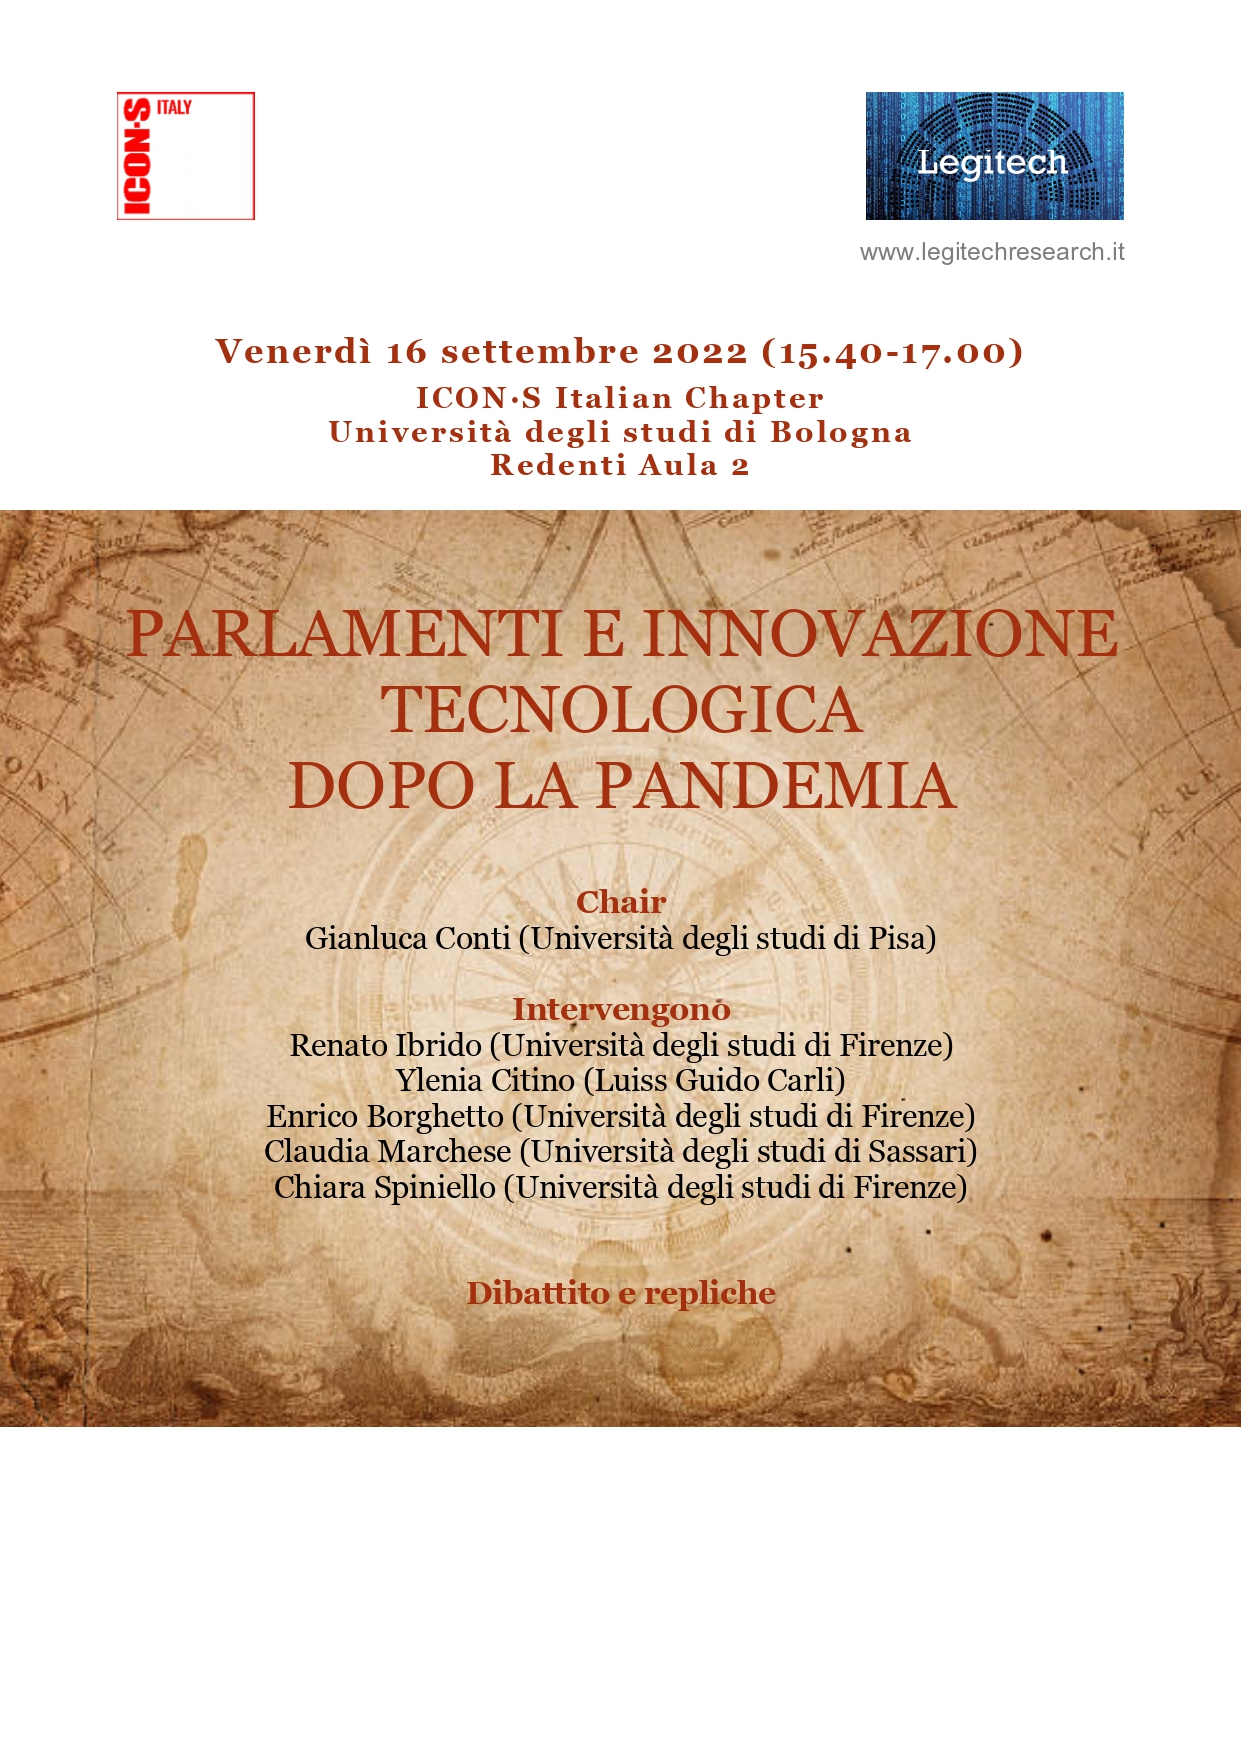 ICON·S ITALY
Legitech
www.legitechresearch.it
Venerdì 16 settembre 2022 (15.40-17.00)
ICON·S Italian Chapter
Università degli studi di Bologna
Redenti Aula 2
PARLAMENTI E INNOVAZIONE
TECNOLOGICA
DOPO LA PANDEMIA
Chair
Gianluca Conti (Università degli studi di Pisa)
Intervengono
Renato Ibrido (Università degli studi di Firenze)
Ylenia Citino (Luiss Guido Carli)
Enrico Borghetto (Università degli studi di Firenze)
Claudia Marchese (Università degli studi di Sassari)
Chiara Spiniello (Università degli studi di Firenze)
Dibattito e repliche